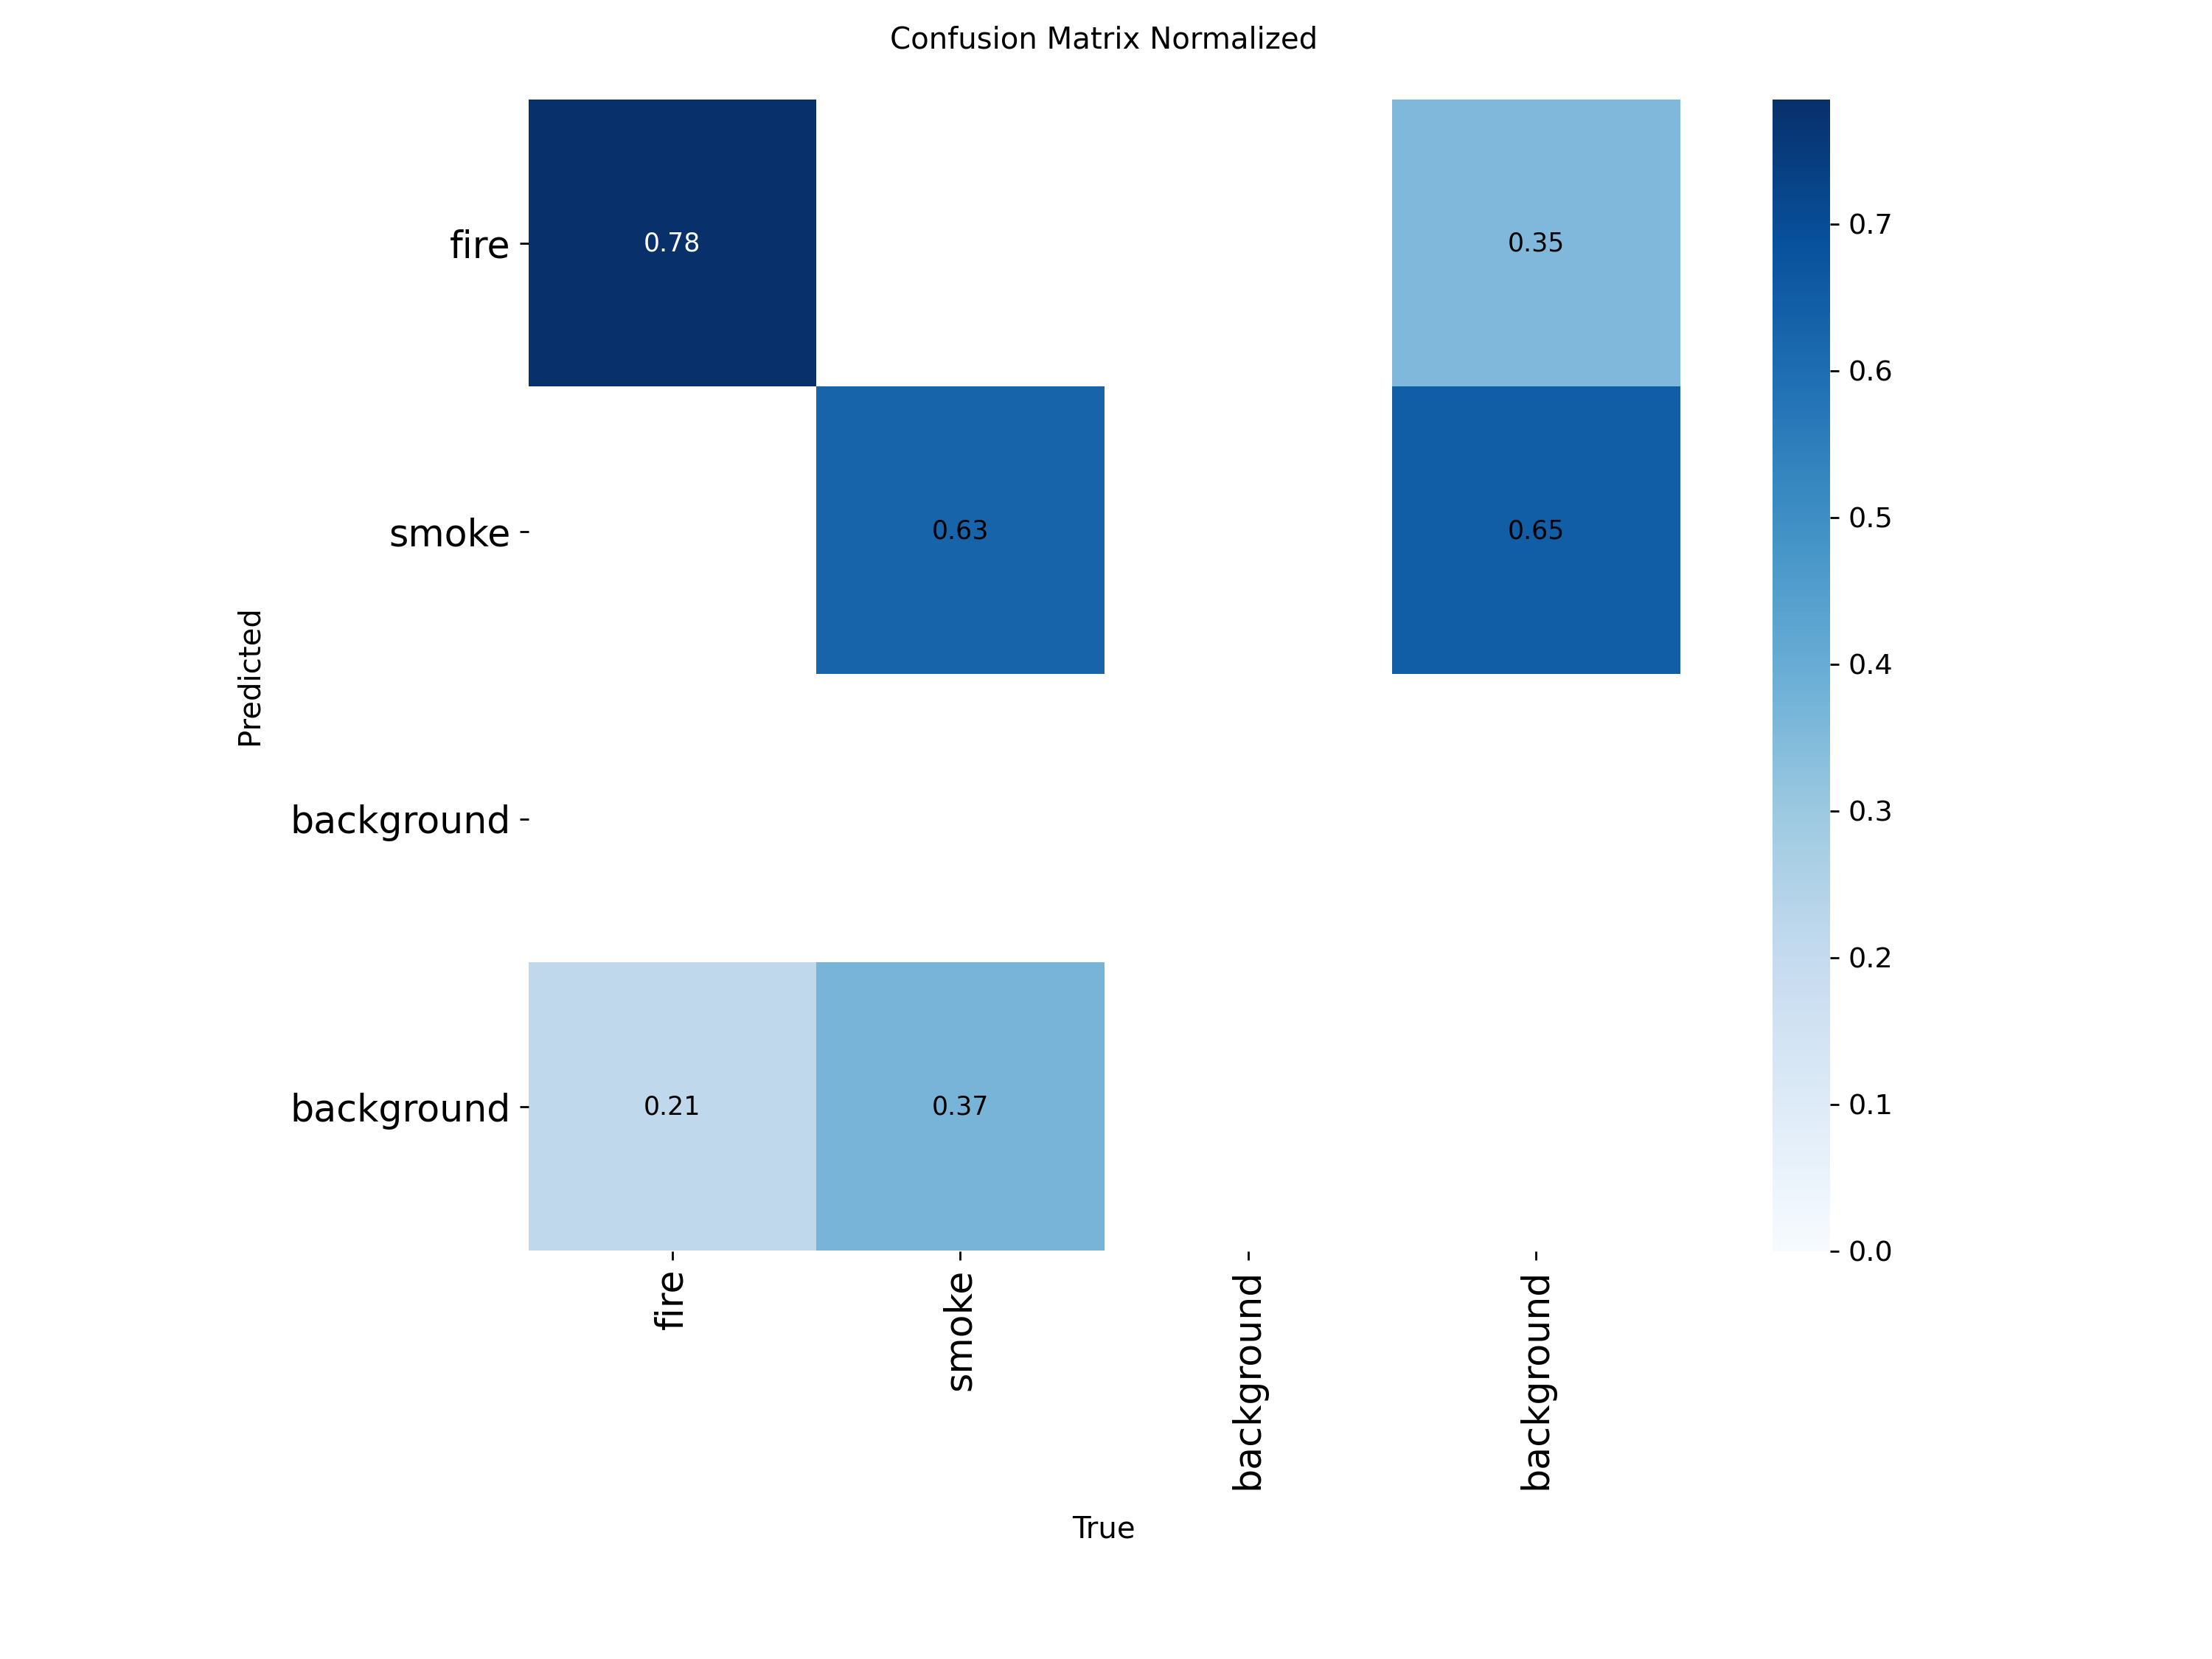 Confusion Matrix Normalized
fire
0.78
0.35
0.7
0.6
smoke
0.63
0.65
0.5
Predicted
0.4
background
0.3
0.2
background
0.21
0.37
0.1
0.0
fire
smoke
background
background
True